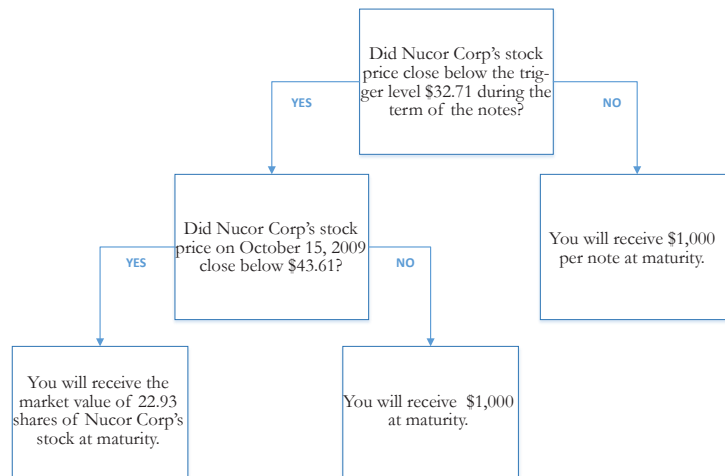 Did Nucor Corp's stock
price close below the trig-
ger level $32.71 during the
term of the notes?
YES
NO
Did Nucor Corp's stock
price on October 15, 2009
close below $43.61?
You will receive $1,000
per note at maturity.
YES
NO
You will receive the
market value of 22.93
shares of Nucor Corp's
stock at maturity.
You will receive $1,000
at maturity.